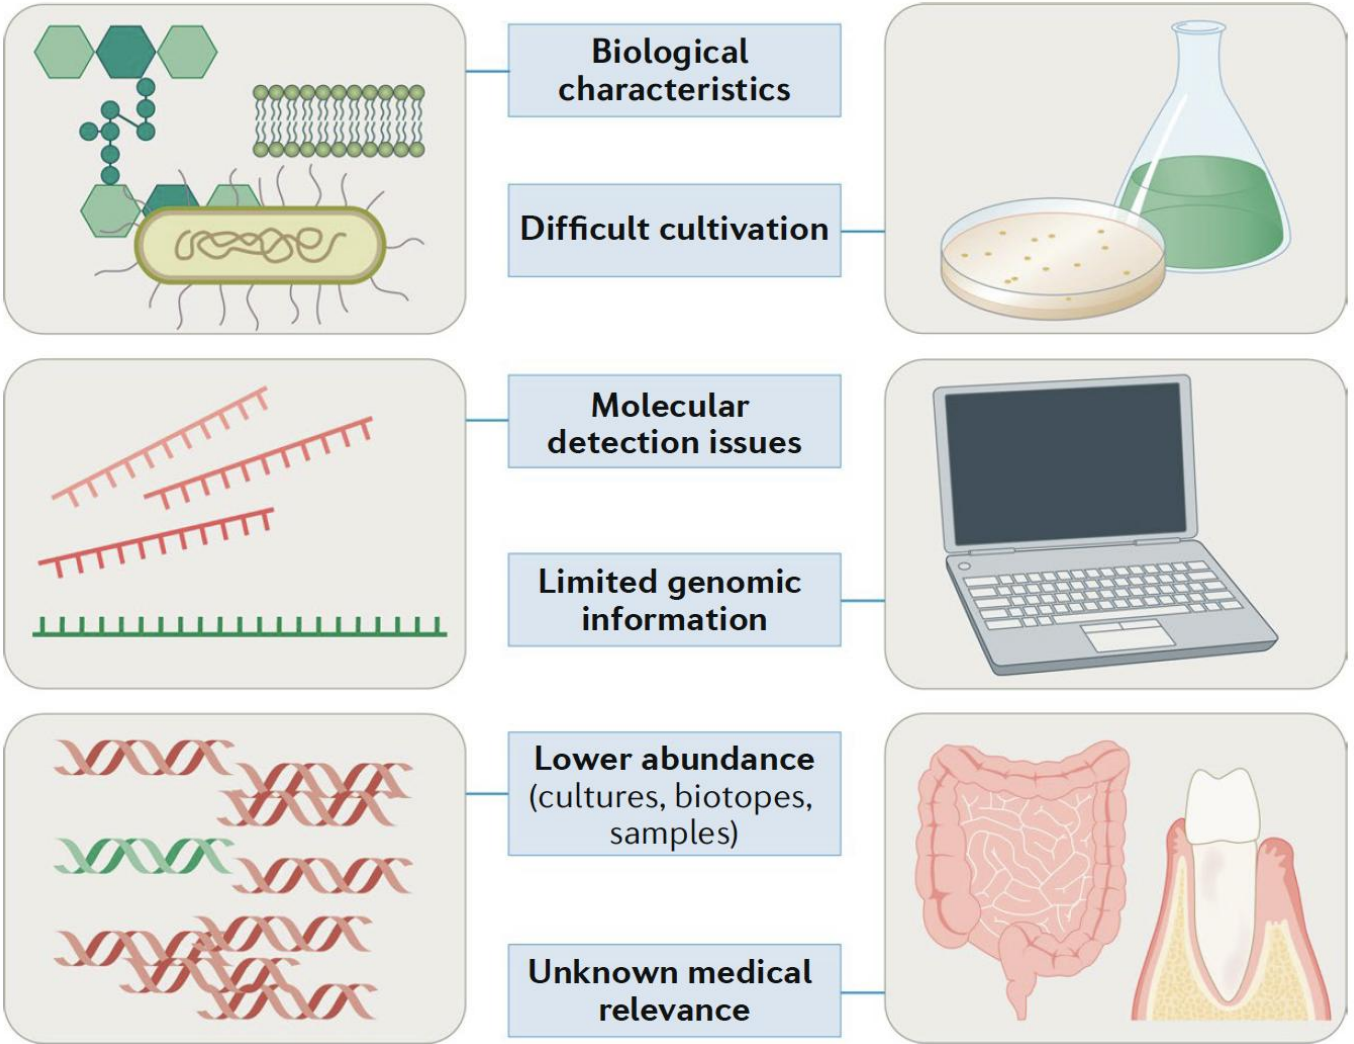 Biological
characteristics
Difficult cultivation
Molecular
detection issues
Limited genomic
information
Lower abundance
(cultures, biotopes,
samples)
Unknown medical
relevance